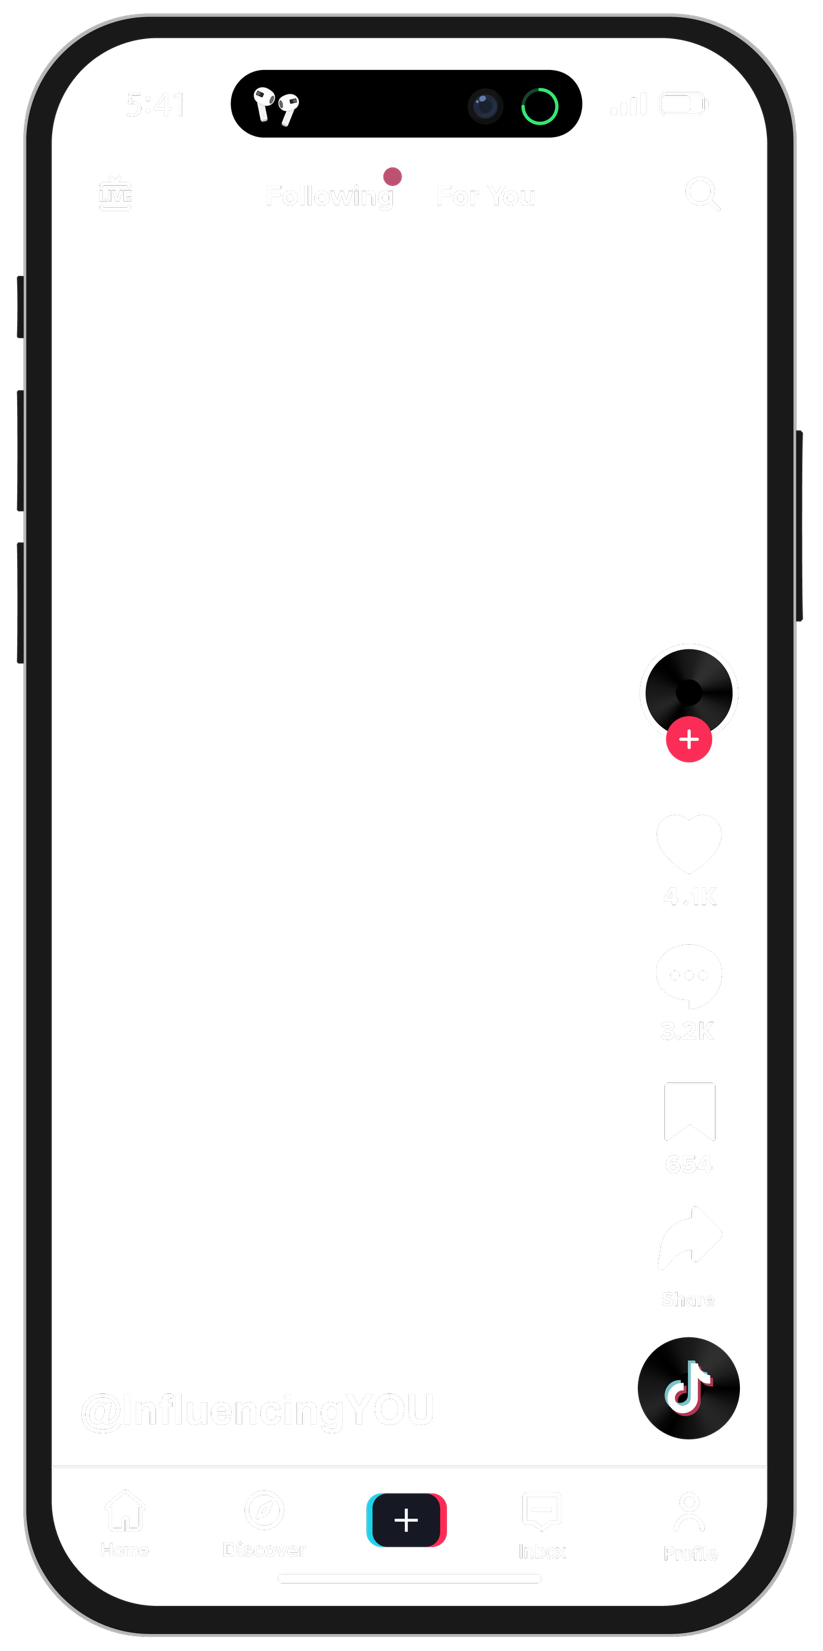 5:41
LIVE
Following For You
4.1K
3.2K
654
Share
@InfluencingYOU
Home Discover Inbox Profile